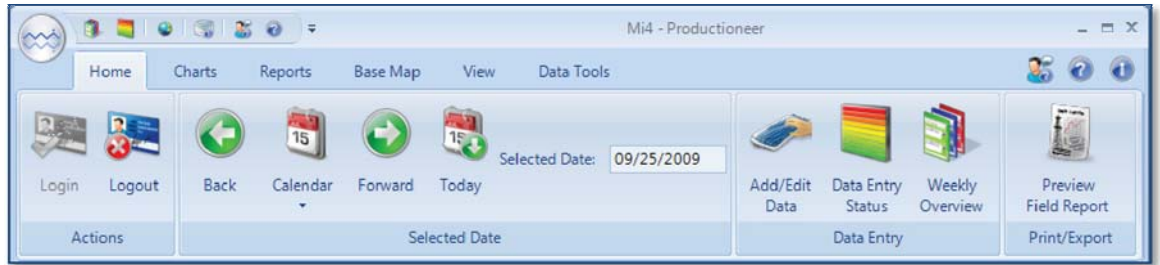 Mi4 - Productioneer
Home Charts Reports Base Map View Data Tools
15 15
Selected Date: 09/25/2009
Login Logout Back Calendar Forward Today Add/Edit Data Data Entry Status Weekly Overview Preview Field Report
Actions Selected Date Data Entry Print/Export